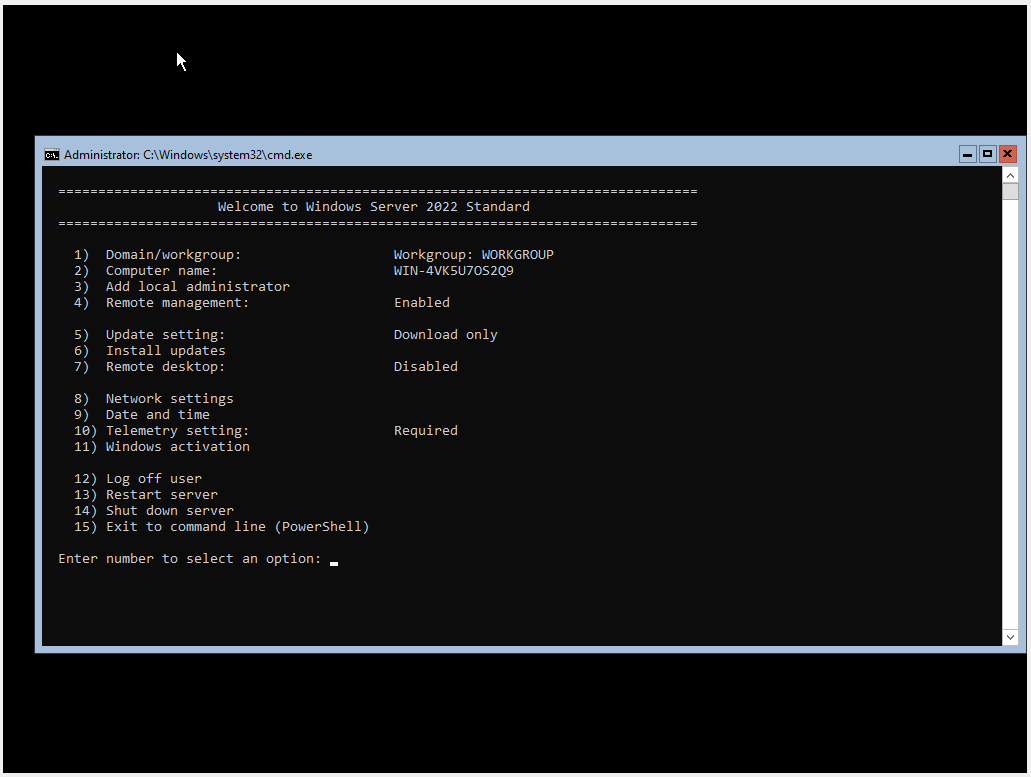 Administrator: C:\Windows\system32\cmd.exe
================================================================================
Welcome to Windows Server 2022 Standard
================================================================================
1) Domain/workgroup: Workgroup: WORKGROUP
2) Computer name: WIN-4VK5U7OS2Q9
3) Add local administrator
4) Remote management: Enabled
5) Update setting: Download only
6) Install updates
7) Remote desktop: Disabled
8) Network settings
9) Date and time
10) Telemetry setting: Required
11) Windows activation
12) Log off user
13) Restart server
14) Shut down server
15) Exit to command line (PowerShell)
Enter number to select an option: